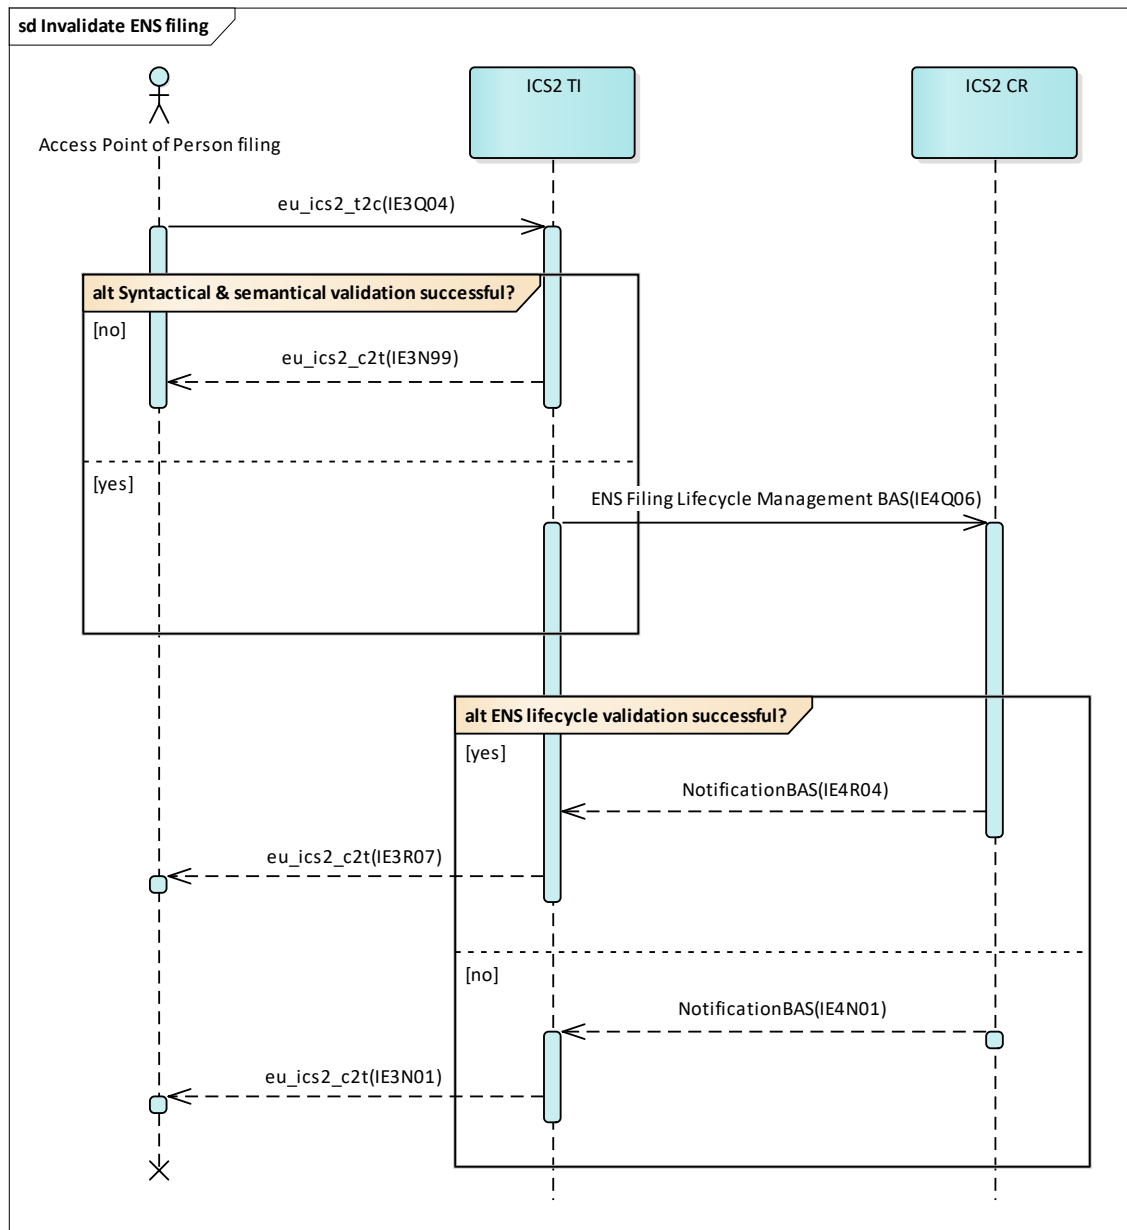 sd Invalidate ENS filing
Access Point of Person filing
ICS2 TI
ICS2 CR
eu_ics2_t2c(IE3Q04)
alt Syntactical & semantical validation successful?
[no]
eu_ics2_c2t(IE3N99)
[yes]
ENS Filing Lifecycle Management BAS(IE4Q06)
alt ENS lifecycle validation successful?
[yes]
NotificationBAS(IE4R04)
eu_ics2_c2t(IE3R07)
[no]
NotificationBAS(IE4N01)
eu_ics2_c2t(IE3N01)